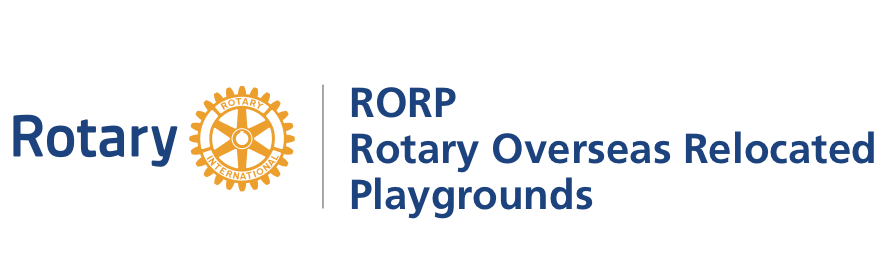 Rotary
ROTARY
INTERNATIONAL
RORP
Rotary Overseas Relocated
Playgrounds